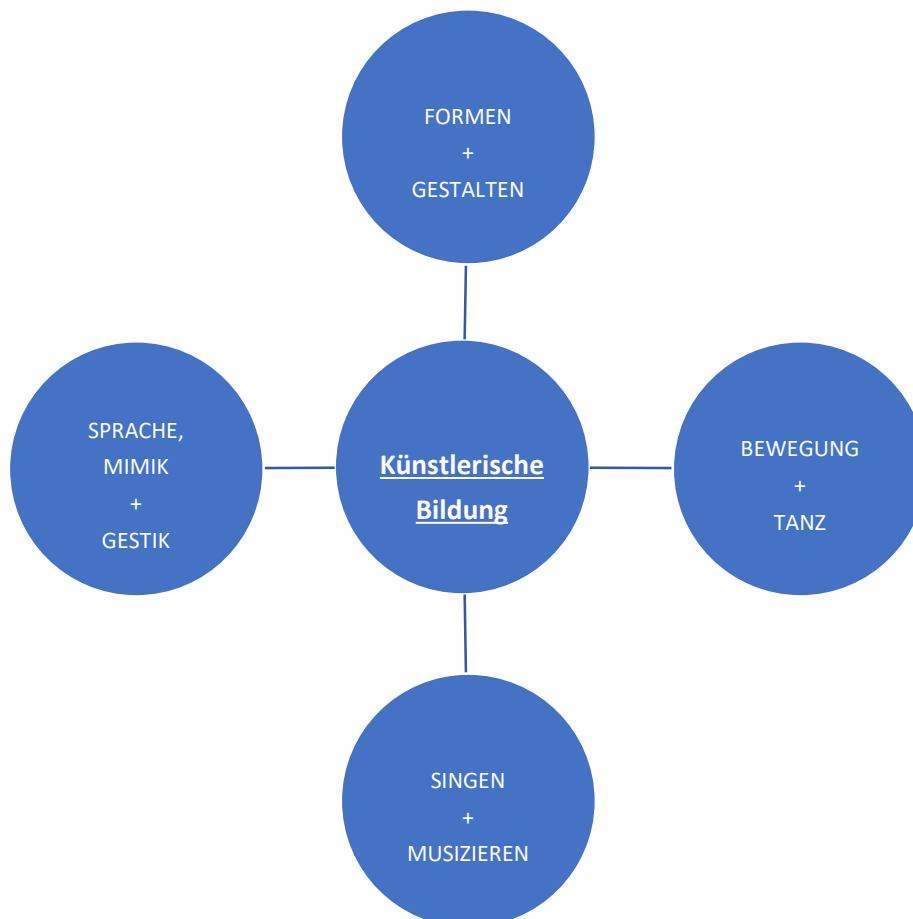 FORMEN
+
GESTALTEN
SPRACHE,
MIMIK
+
GESTIK
Künstlerische
Bildung
BEWEGUNG
+
TANZ
SINGEN
+
MUSIZIEREN